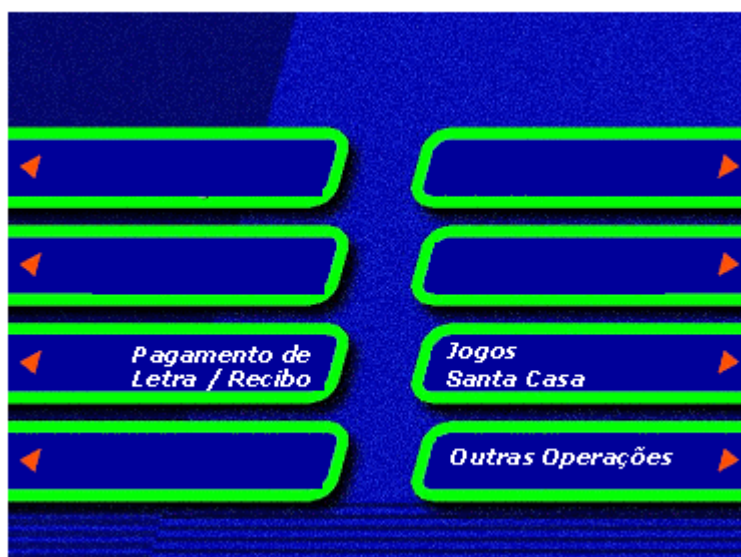 Pagamento de
Letra / Recibo
Jogos
Santa Casa
Outras Operações